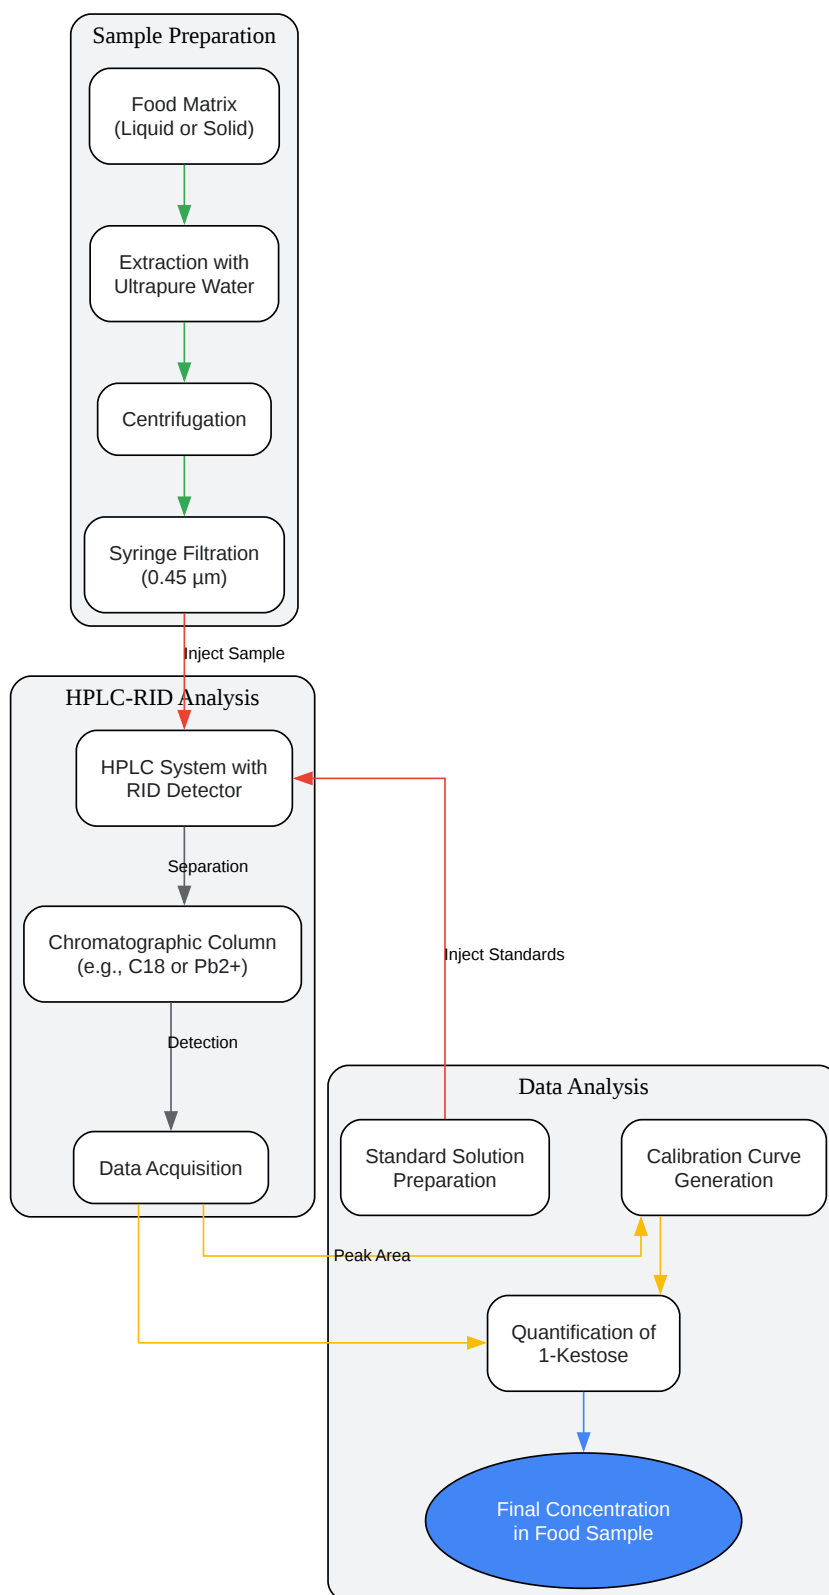 Sample Preparation
Food Matrix
(Liquid or Solid)
Extraction with
Ultrapure Water
Centrifugation
Syringe Filtration
(0.45 µm)
Inject Sample
HPLC-RID Analysis
HPLC System with
RID Detector
Separation
Chromatographic Column
(e.g., C18 or Pb2+)
Inject Standards
Detection
Data Analysis
Data Acquisition
Standard Solution
Preparation
Calibration Curve
Generation
Peak Area
Quantification of
1-Kestose
Final Concentration
in Food Sample